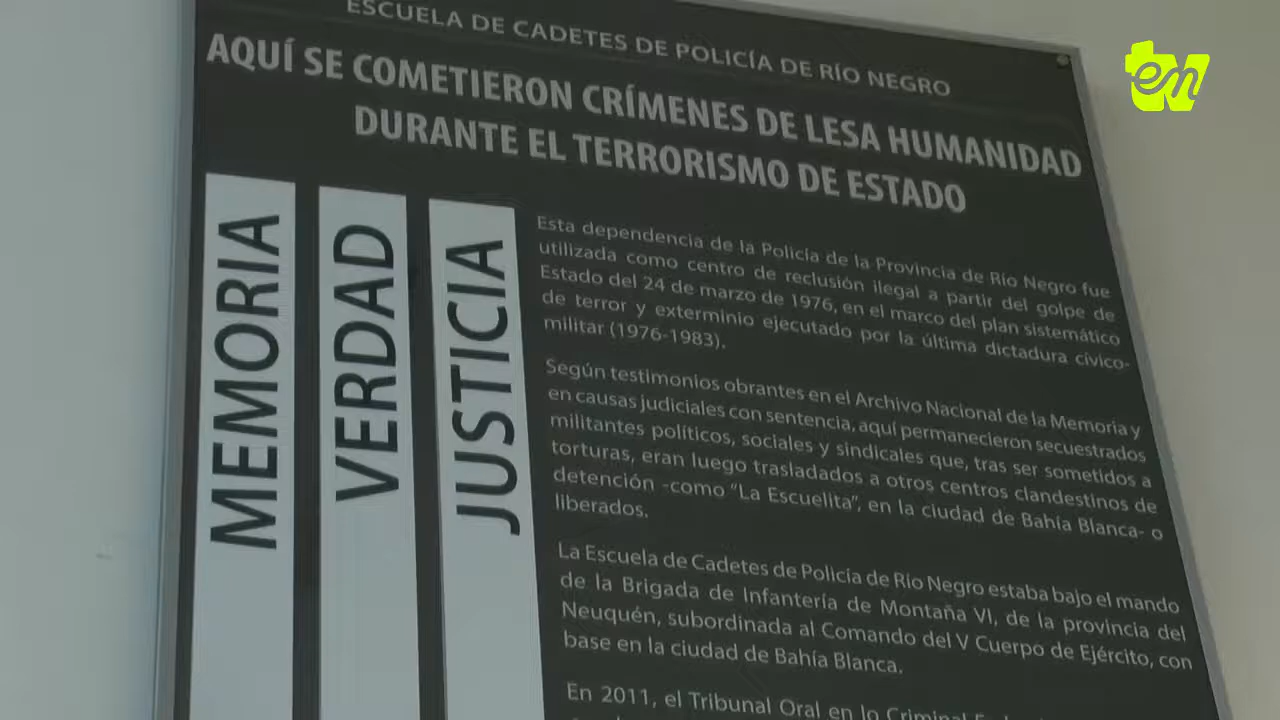 ESCUELA DE CADETES DE POLICÍA DE RÍO NEGRO
AQUÍ SE COMETIERON CRÍMENES DE LESA HUMANIDAD
DURANTE EL TERRORISMO DE ESTADO
MEMORIA
VERDAD
JUSTICIA
Esta dependencia de la Policía de la Provincia de Río Negro fue
utilizada como centro de reclusión ilegal a partir del golpe de
Estado del 24 de marzo de 1976, en el marco del plan sistemático
de terror y exterminio ejecutado por la última dictadura cívico-
militar (1976-1983).
Según testimonios obrantes en el Archivo Nacional de la Memoria y
en causas judiciales con sentencia, aquí permanecieron secuestrados
militantes políticos, sociales y sindicales que, tras ser sometidos a
torturas, eran luego trasladados a otros centros clandestinos de
detención -como “La Escuelita”, en la ciudad de Bahía Blanca- o
liberados.
La Escuela de Cadetes de Policía de Río Negro estaba bajo el mando
de la Brigada de Infantería de Montaña VI, de la provincia del
Neuquén, subordinada al Comando del V Cuerpo de Ejército, con
base en la ciudad de Bahía Blanca.
En 2011, el Tribunal Oral en lo Criminal
en
tv